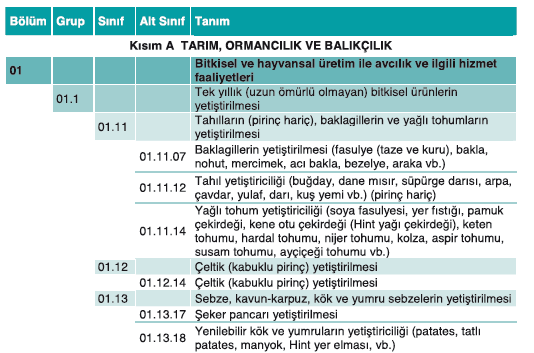 Bölüm Grup Sınıf Alt Sınıf Tanım
Kısım A TARIM, ORMANCILIK VE BALIKÇILIK
01 Bitkisel ve hayvansal üretim ile avcılık ve ilgili hizmet
faaliyetleri
01.1 Tek yıllık (uzun ömürlü olmayan) bitkisel ürünlerin
yetiştirilmesi
01.11 Tahılların (pirinç hariç), baklagillerin ve yağlı tohumların
yetiştirilmesi
01.11.07 Baklagillerin yetiştirilmesi (fasulye (taze ve kuru), bakla,
nohut, mercimek, acı bakla, bezelye, araka vb.)
01.11.12 Tahıl yetiştiriciliği (buğday, dane mısır, süpürge darısı, arpa,
çavdar, yulaf, darı, kuş yemi vb.) (pirinç hariç)
01.11.14 Yağlı tohum yetiştiriciliği (soya fasulyesi, yer fıstığı, pamuk
çekirdeği, kene otu çekirdeği (Hint yağı çekirdeği), keten
tohumu, hardal tohumu, nijer tohumu, kolza, aspir tohumu,
susam tohumu, ayçiçeği tohumu vb.)
01.12 Çeltik (kabuklu pirinç) yetiştirilmesi
01.12.14 Çeltik (kabuklu pirinç) yetiştirilmesi
01.13 Sebze, kavun-karpuz, kök ve yumru sebzelerin yetiştirilmesi
01.13.17 Şeker pancarı yetiştirilmesi
01.13.18 Yenilebilir kök ve yumruların yetiştiriciliği (patates, tatlı
patates, manyok, Hint yer elması, vb.)